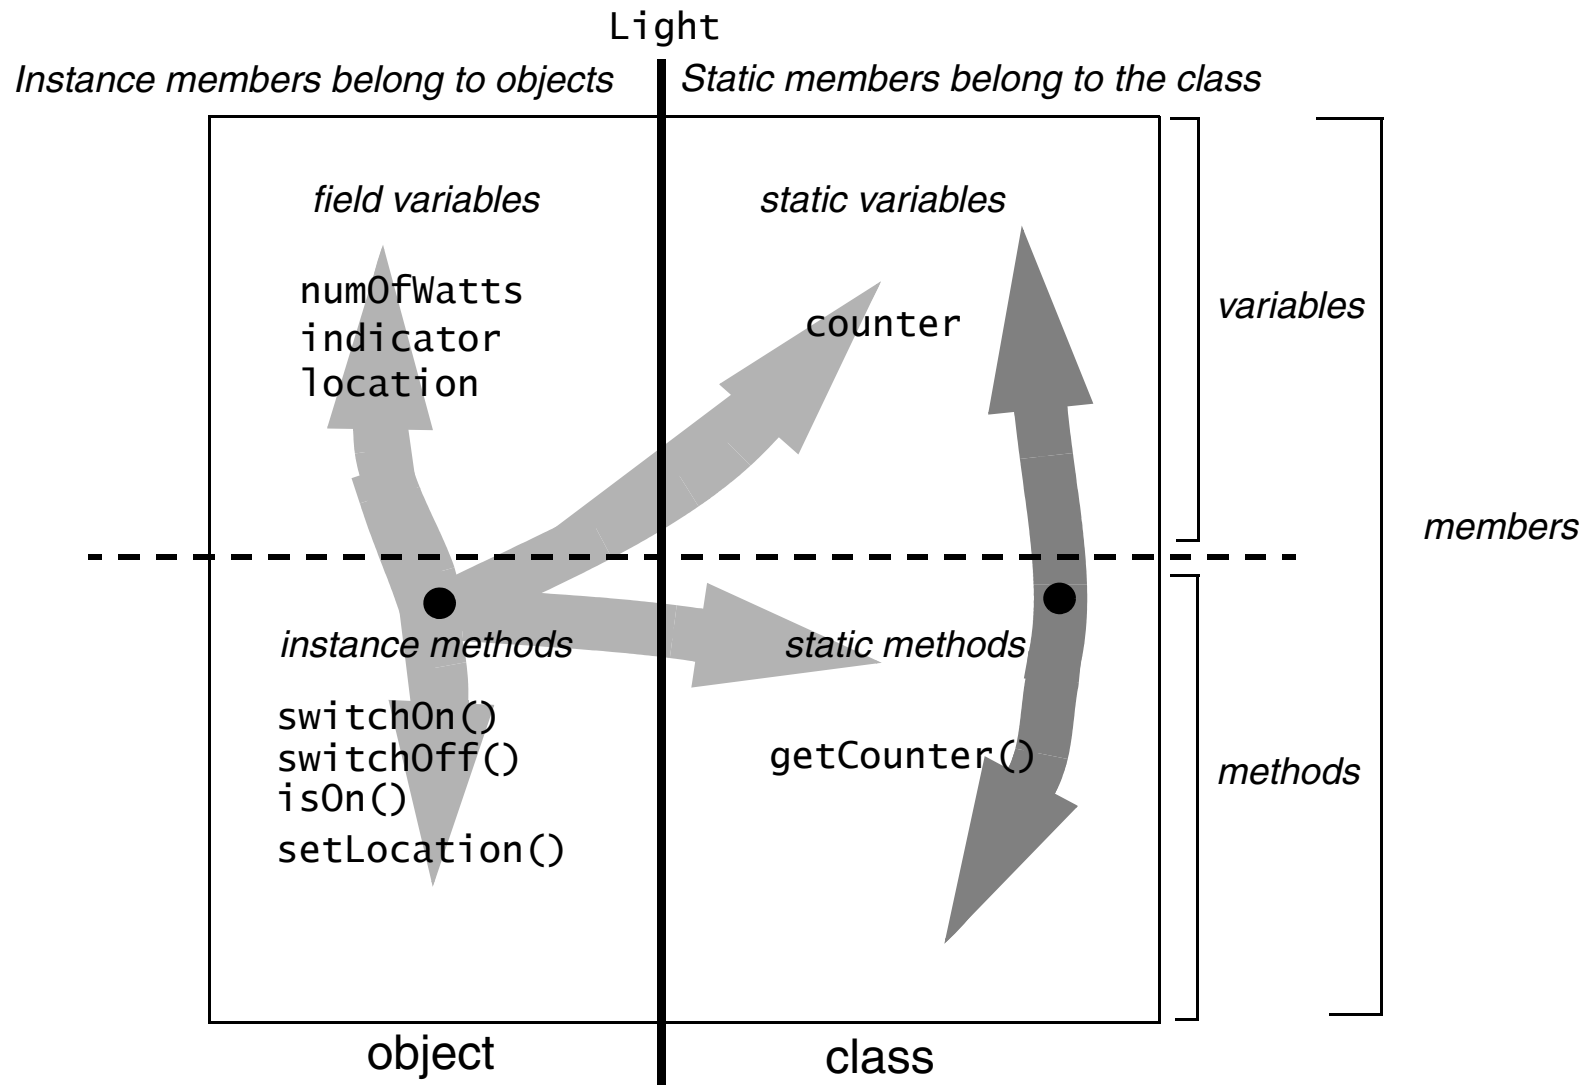 Light
Instance members belong to objects
Static members belong to the class
field variables
static variables
numOfWatts
indicator
location
counter
variables
members
instance methods
static methods
switchOn()
switchOff()
isOn()
setLocation()
getCounter()
methods
object
class